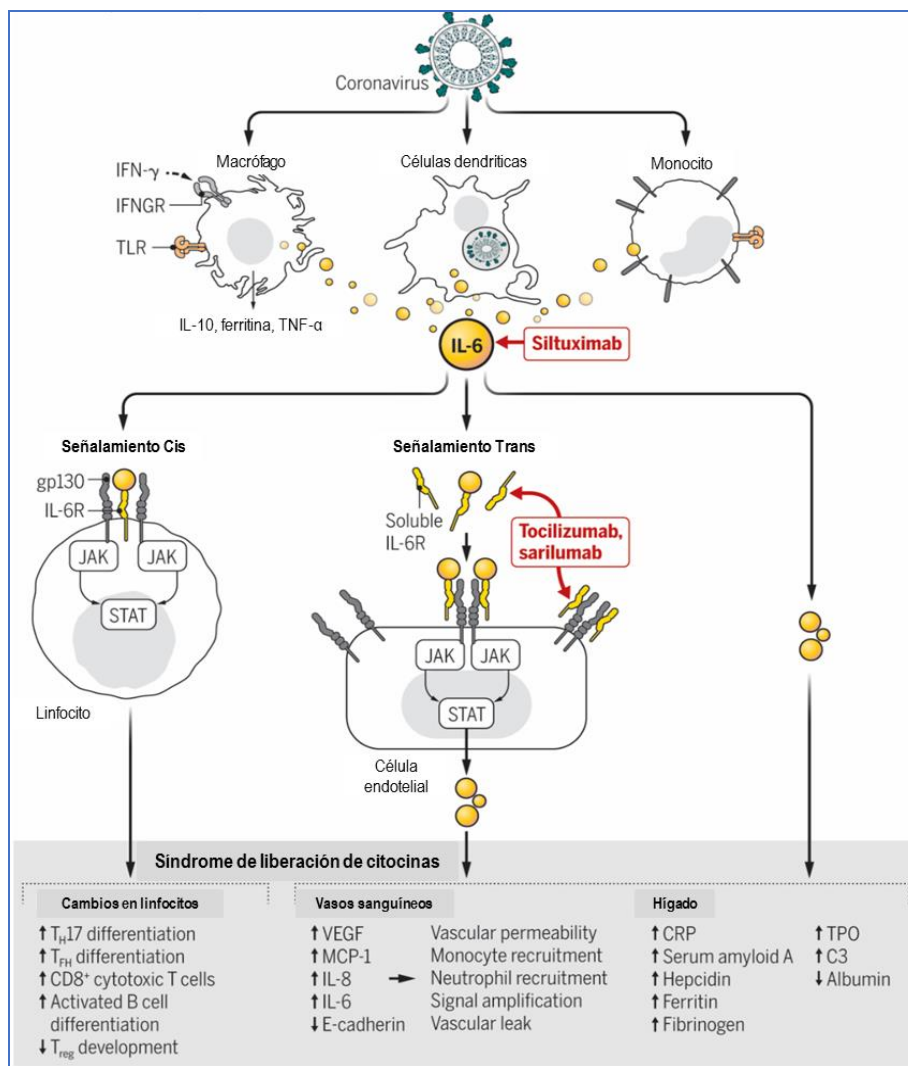 Coronavirus
Macrófago
Células dendríticas
Monocito
IFN-γ
IFNGR
TLR
IL-10, ferritina, TNF-α
IL-6
Siltuximab
Señalamiento Cis
Señalamiento Trans
gp130
IL-6R
Soluble
IL-6R
Tocilizumab,
sarilumab
JAK
JAK
STAT
JAK
JAK
STAT
Linfocito
Célula
endotelial
Sindrome de liberación de citocinas
Cambios en linfocitos
↑ TH17 differentiation
↑ TFH differentiation
↑ CD8+ cytotoxic T cells
↑ Activated B cell
differentiation
↓ Treg development
Vasos sanguíneos
↑ VEGF Vascular permeability
↑ MCP-1 Monocyte recruitment
↑ IL-8 → Neutrophil recruitment
↑ IL-6 Signal amplification
↓ E-cadherin Vascular leak
Hígado
↑ CRP
↑ Serum amyloid A
↑ Hepcidin
↑ Ferritin
↑ Fibrinogen
↑ TPO
↑ C3
↓ Albumin